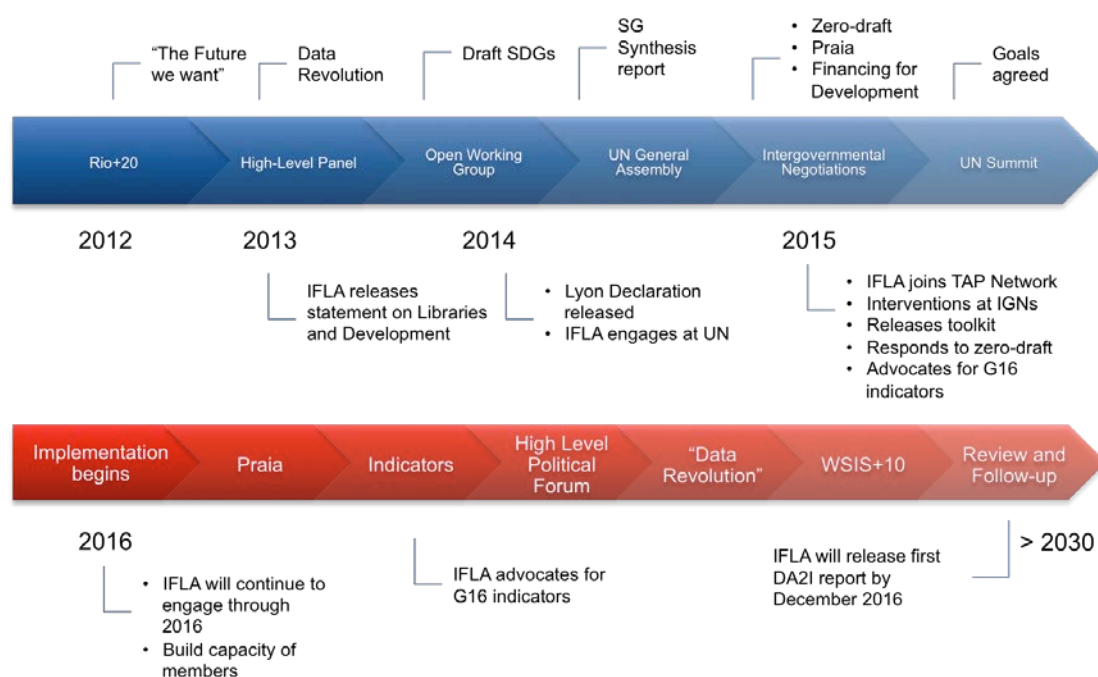 “The Future
we want”
Data
Revolution
Draft SDGs
SG
Synthesis
report
• Zero-draft
• Praia
• Financing for
Development
Goals
agreed
Rio+20
High-Level Panel
Open Working
Group
UN General
Assembly
Intergovernmental
Negotiations
UN Summit
2012
2013
2014
2015
IFLA releases
statement on Libraries
and Development
• Lyon Declaration
released
• IFLA engages at UN
• IFLA joins TAP Network
• Interventions at IGNs
• Releases toolkit
• Responds to zero-draft
• Advocates for G16
indicators
Implementation
begins
Praia
Indicators
High Level
Political
Forum
“Data
Revolution”
WSIS+10
Review and
Follow-up
2016
> 2030
• IFLA will continue to
engage through
2016
• Build capacity of
members
IFLA advocates for
G16 indicators
IFLA will release first
DA2I report by
December 2016